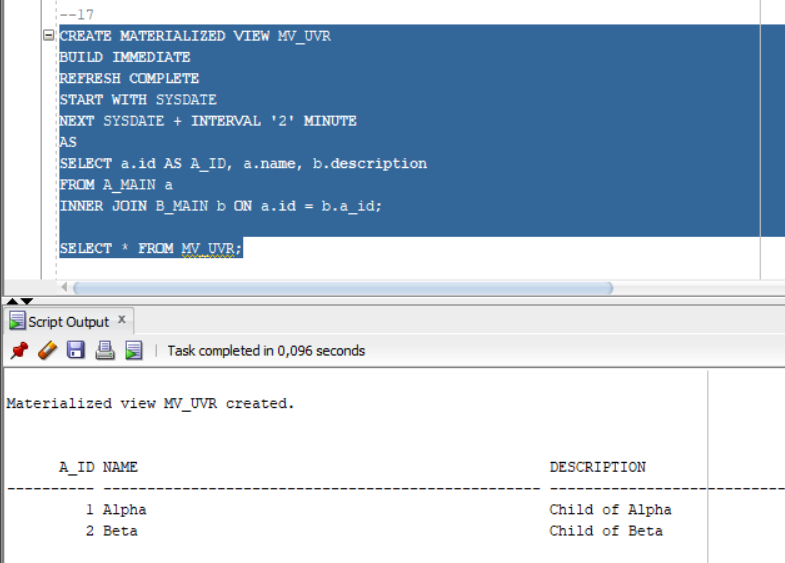 --17
CREATE MATERIALIZED VIEW MV_UVR
BUILD IMMEDIATE
REFRESH COMPLETE
START WITH SYSDATE
NEXT SYSDATE + INTERVAL '2' MINUTE
AS
SELECT a.id AS A_ID, a.name, b.description
FROM A_MAIN a
INNER JOIN B_MAIN b ON a.id = b.a_id;
SELECT * FROM MV_UVR;
Script Output x
Task completed in 0,096 seconds
Materialized view MV_UVR created.
A_ID NAME DESCRIPTION
1 Alpha Child of Alpha
2 Beta Child of Beta